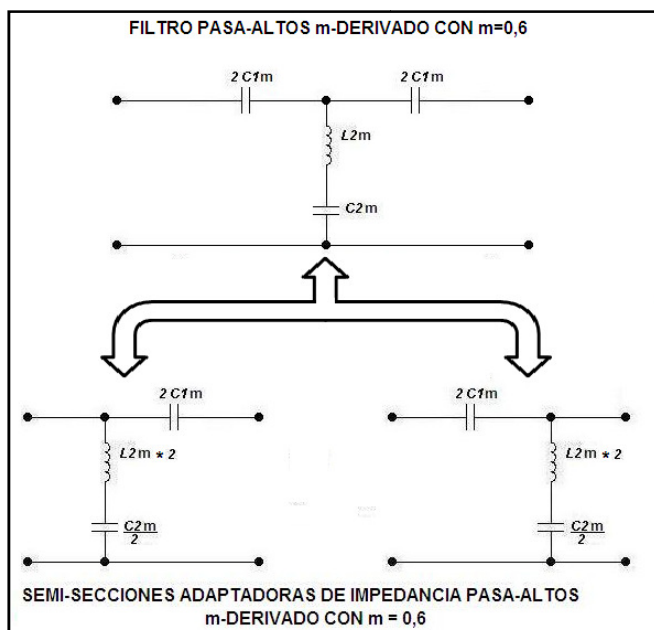 FILTRO PASA-ALTOS m-DERIVADO CON m=0,6
2 C1m
2 C1m
L2m
C2m
2 C1m
L2m * 2
C2m
2
2 C1m
L2m * 2
C2m
2
SEMI-SECCIONES ADAPTADORAS DE IMPEDANCIA PASA-ALTOS
m-DERIVADO CON m = 0,6